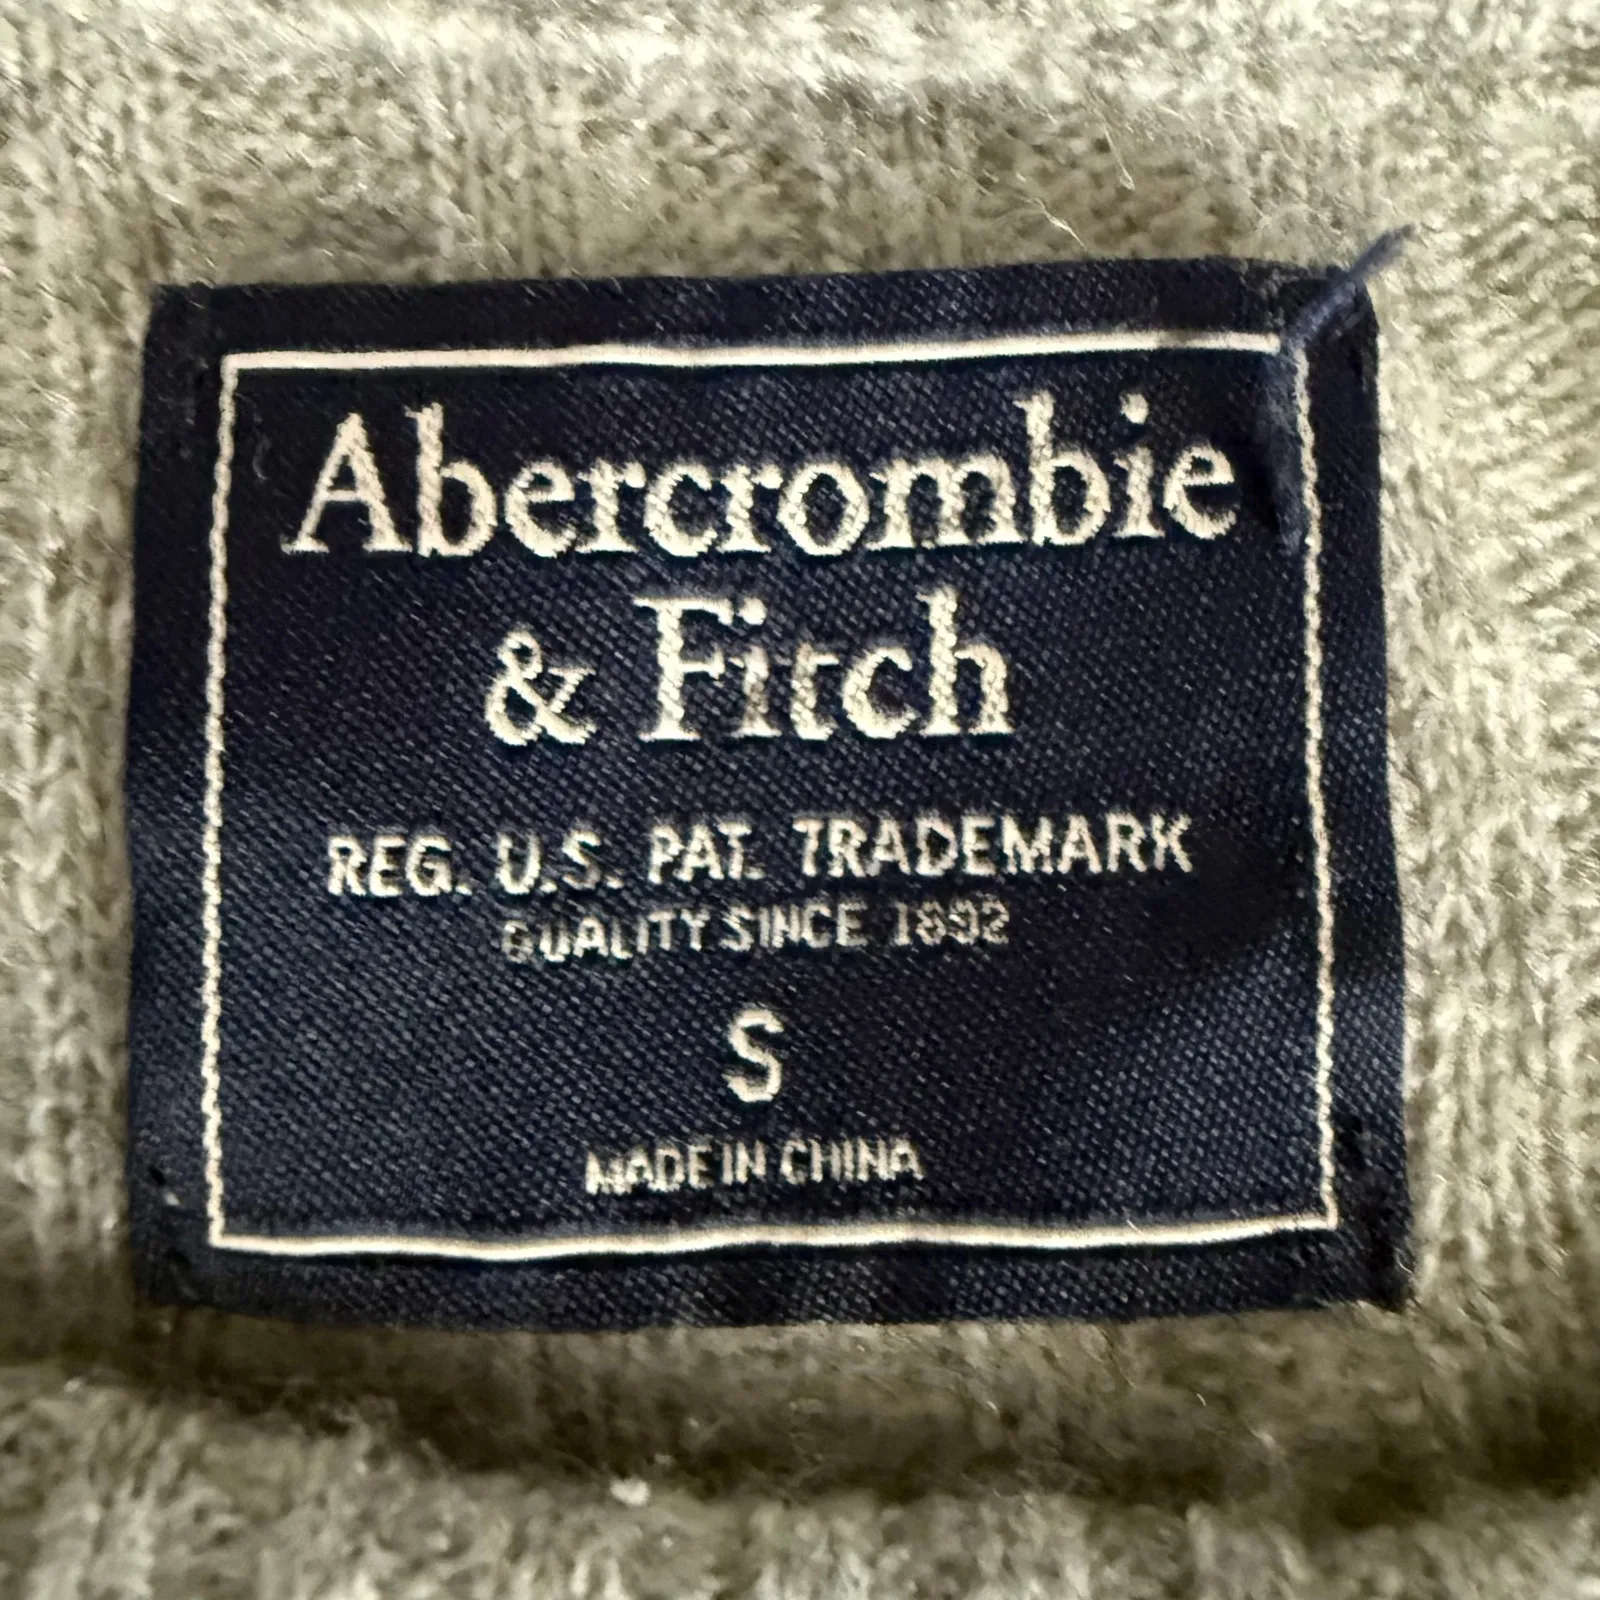 Abercrombie
& Fitch
REG. U.S. PAT. TRADEMARK
QUALITY SINCE 1892
S
MADE IN CHINA